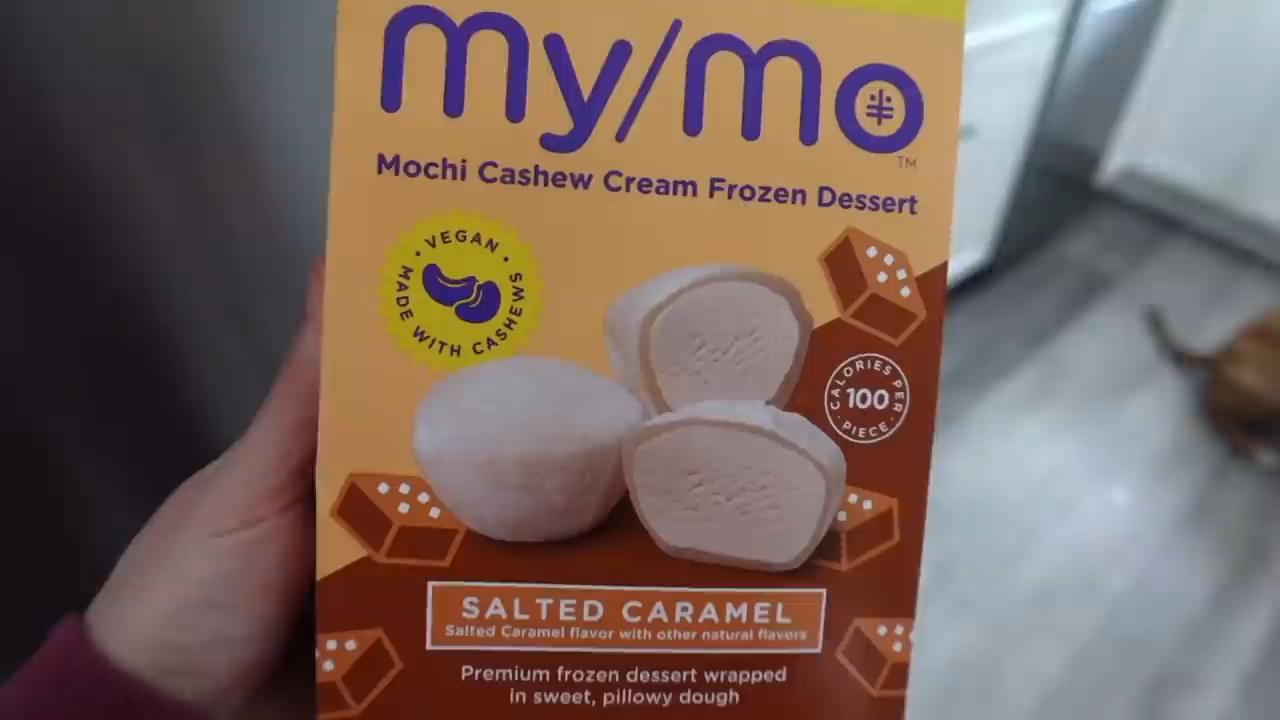 my/mo
TM
Mochi Cashew Cream Frozen Dessert
· VEGAN ·
MADE WITH CASHEWS
CALORIES PER
100
· PIECE ·
SALTED CARAMEL
Salted Caramel flavor with other natural flavors
Premium frozen dessert wrapped
in sweet, pillowy dough